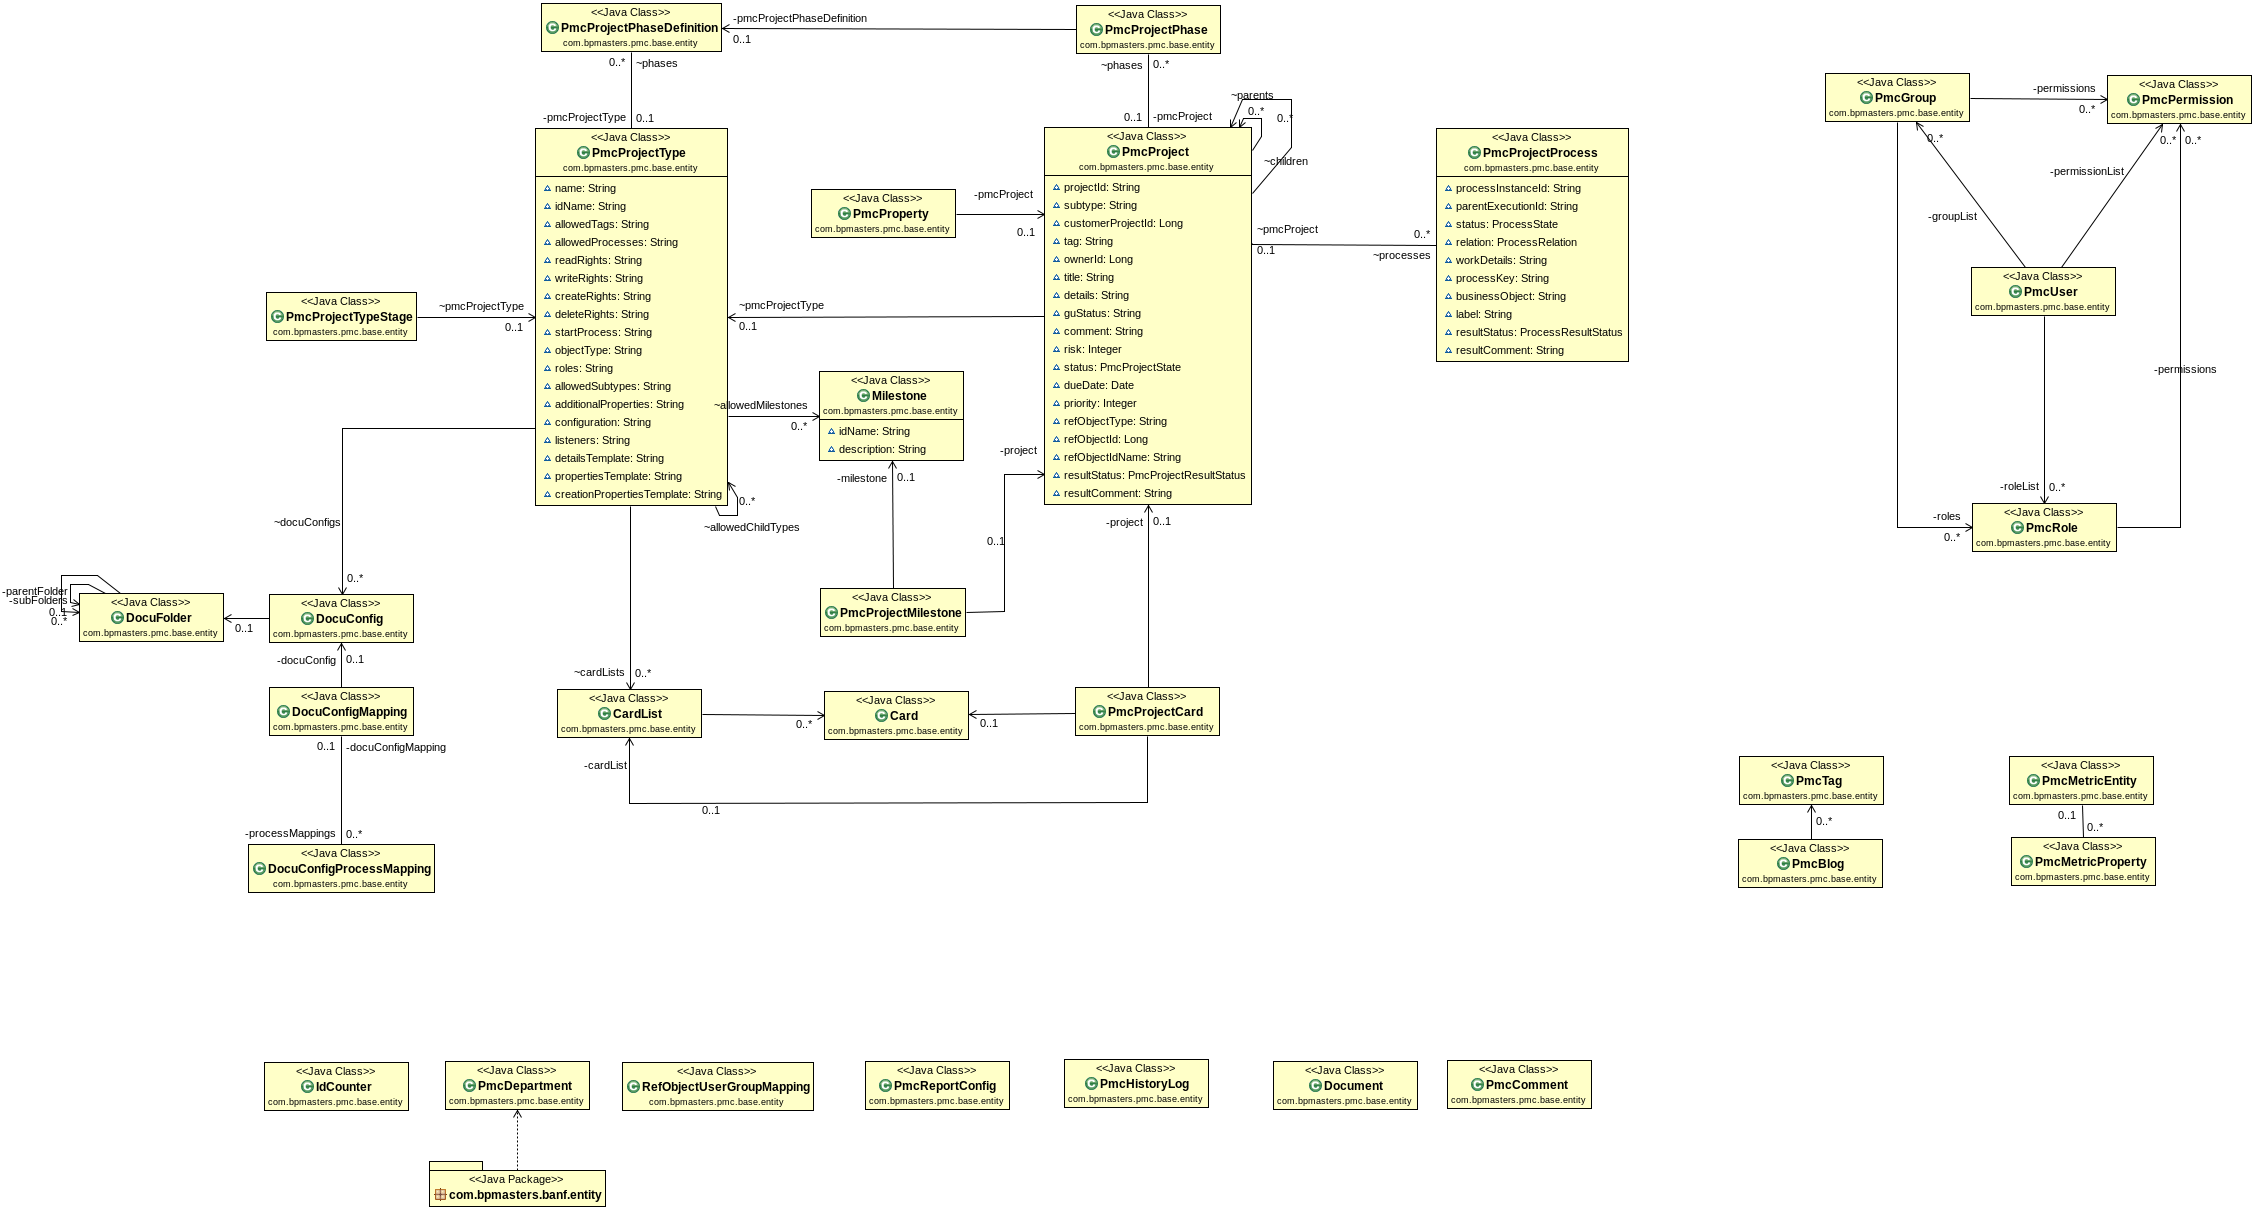 <<Java Class>>
PmcProjectPhaseDefinition
com.bpmasters.pmc.base.entity
-pmcProjectPhaseDefinition
0..1
<<Java Class>>
PmcProjectPhase
com.bpmasters.pmc.base.entity
0..*
~phases
~phases
0..*
-pmcProjectType
0..1
0..1
-pmcProject
~parents
0..*
0..*
~children
<<Java Class>>
PmcProjectType
com.bpmasters.pmc.base.entity
name: String
idName: String
allowedTags: String
allowedProcesses: String
readRights: String
writeRights: String
createRights: String
deleteRights: String
startProcess: String
objectType: String
roles: String
allowedSubtypes: String
additionalProperties: String
configuration: String
listeners: String
detailsTemplate: String
propertiesTemplate: String
creationPropertiesTemplate: String
<<Java Class>>
PmcProject
com.bpmasters.pmc.base.entity
projectId: String
subtype: String
customerProjectId: Long
tag: String
ownerId: Long
title: String
details: String
guStatus: String
comment: String
risk: Integer
status: PmcProjectState
dueDate: Date
priority: Integer
refObjectType: String
refObjectId: Long
refObjectIdName: String
resultStatus: PmcProjectResultStatus
resultComment: String
<<Java Class>>
PmcProjectProcess
com.bpmasters.pmc.base.entity
processInstanceId: String
parentExecutionId: String
status: ProcessState
relation: ProcessRelation
workDetails: String
processKey: String
businessObject: String
label: String
resultStatus: ProcessResultStatus
resultComment: String
<<Java Class>>
PmcProperty
com.bpmasters.pmc.base.entity
-pmcProject
0..1
~pmcProject
0..1
0..*
~processes
<<Java Class>>
PmcProjectTypeStage
com.bpmasters.pmc.base.entity
~pmcProjectType
0..1
~pmcProjectType
0..1
<<Java Class>>
Milestone
com.bpmasters.pmc.base.entity
idName: String
description: String
~allowedMilestones
0..*
-milestone
0..1
-project
0..1
0..*
~allowedChildTypes
-project
0..1
<<Java Class>>
PmcGroup
com.bpmasters.pmc.base.entity
-permissions
0..*
<<Java Class>>
PmcPermission
com.bpmasters.pmc.base.entity
0..*
0..*
0..*
-permissionList
-groupList
<<Java Class>>
PmcUser
com.bpmasters.pmc.base.entity
-permissions
-roleList
0..*
-roles
0..*
<<Java Class>>
PmcRole
com.bpmasters.pmc.base.entity
~docuConfigs
0..*
-parentFolder
-subFolders
0..1
0..*
<<Java Class>>
DocuFolder
com.bpmasters.pmc.base.entity
0..1
<<Java Class>>
DocuConfig
com.bpmasters.pmc.base.entity
-docuConfig
0..1
<<Java Class>>
PmcProjectMilestone
com.bpmasters.pmc.base.entity
~cardLists
0..*
<<Java Class>>
DocuConfigMapping
com.bpmasters.pmc.base.entity
0..1
-docuConfigMapping
-processMappings
0..*
<<Java Class>>
DocuConfigProcessMapping
com.bpmasters.pmc.base.entity
<<Java Class>>
CardList
com.bpmasters.pmc.base.entity
0..*
<<Java Class>>
Card
com.bpmasters.pmc.base.entity
0..1
<<Java Class>>
PmcProjectCard
com.bpmasters.pmc.base.entity
-cardList
0..1
<<Java Class>>
PmcTag
com.bpmasters.pmc.base.entity
0..*
<<Java Class>>
PmcBlog
com.bpmasters.pmc.base.entity
<<Java Class>>
PmcMetricEntity
com.bpmasters.pmc.base.entity
0..1
0..*
<<Java Class>>
PmcMetricProperty
com.bpmasters.pmc.base.entity
<<Java Class>>
IdCounter
com.bpmasters.pmc.base.entity
<<Java Class>>
PmcDepartment
com.bpmasters.pmc.base.entity
<<Java Class>>
RefObjectUserGroupMapping
com.bpmasters.pmc.base.entity
<<Java Class>>
PmcReportConfig
com.bpmasters.pmc.base.entity
<<Java Class>>
PmcHistoryLog
com.bpmasters.pmc.base.entity
<<Java Class>>
Document
com.bpmasters.pmc.base.entity
<<Java Class>>
PmcComment
com.bpmasters.pmc.base.entity
<<Java Package>>
com.bpmasters.banf.entity